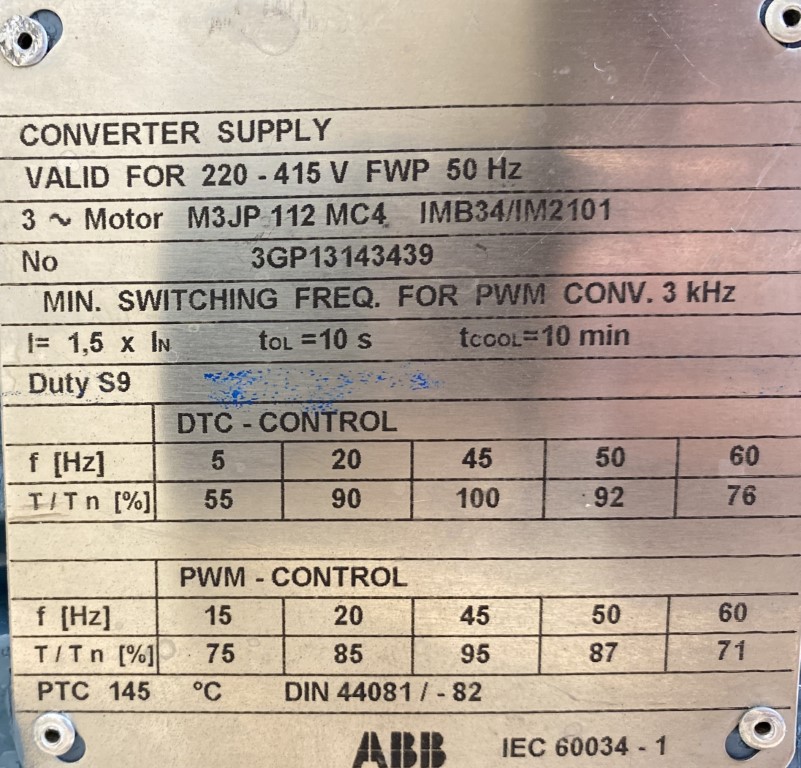 CONVERTER SUPPLY
VALID FOR 220 - 415 V FWP 50 Hz
3 ~ Motor M3JP 112 MC4 IMB34/IM2101
No 3GP13143439
MIN. SWITCHING FREQ. FOR PWM CONV. 3 kHz
I= 1,5 x IN tOL =10 s tCOOL=10 min
Duty S9
DTC - CONTROL
f [Hz] 5 20 45 50 60
T / T n [%] 55 90 100 92 76
PWM - CONTROL
f [Hz] 15 20 45 50 60
T / T n [%] 75 85 95 87 71
PTC 145 °C DIN 44081 / - 82
ABB IEC 60034 - 1